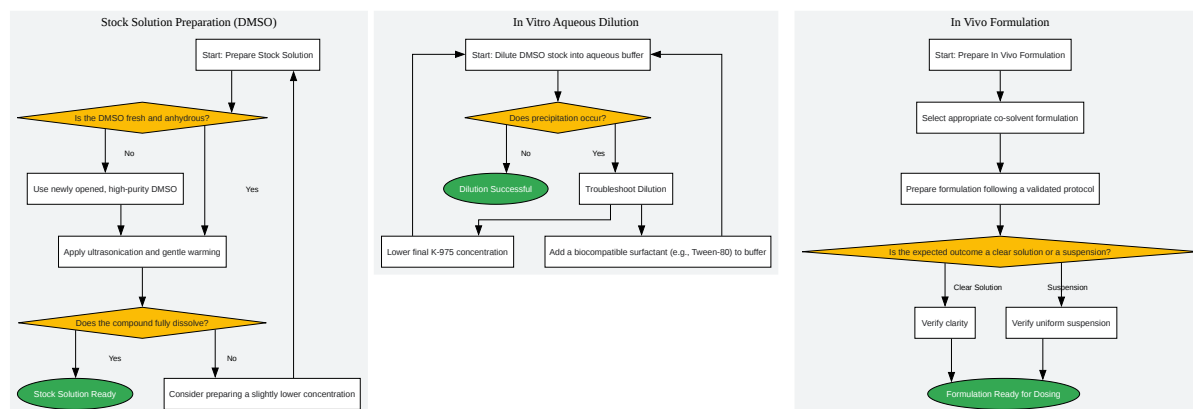 Stock Solution Preparation (DMSO)
Start: Prepare Stock Solution
Is the DMSO fresh and anhydrous?
No
Yes
Use newly opened, high-purity DMSO
Apply ultrasonication and gentle warming
Does the compound fully dissolve?
Yes
No
Stock Solution Ready
Consider preparing a slightly lower concentration
In Vitro Aqueous Dilution
Start: Dilute DMSO stock into aqueous buffer
Does precipitation occur?
No
Yes
Dilution Successful
Troubleshoot Dilution
Lower final K-975 concentration
Add a biocompatible surfactant (e.g., Tween-80) to buffer
In Vivo Formulation
Start: Prepare In Vivo Formulation
Select appropriate co-solvent formulation
Prepare formulation following a validated protocol
Is the expected outcome a clear solution or a suspension?
Clear Solution
Suspension
Verify clarity
Verify uniform suspension
Formulation Ready for Dosing